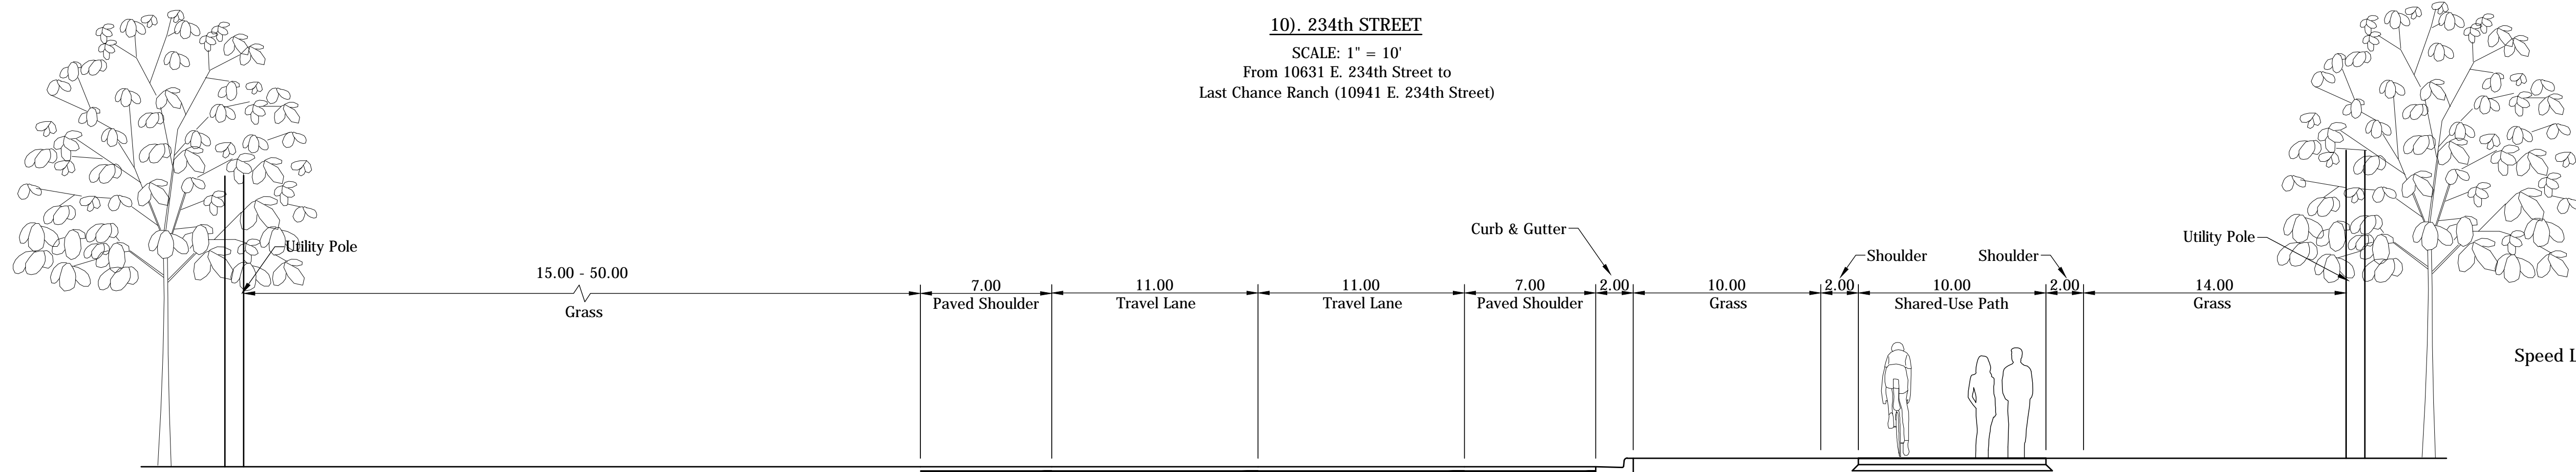 10). 234th STREET
SCALE: 1" = 10'
From 10631 E. 234th Street to
Last Chance Ranch (10941 E. 234th Street)
Curb & Gutter
Utility Pole
Utility Pole
Shoulder
Shoulder
15.00 - 50.00
7.00
11.00
11.00
7.00
2.00
10.00
2.00
10.00
2.00
14.00
Grass
Paved Shoulder
Travel Lane
Travel Lane
Paved Shoulder
Grass
Shared-Use Path
Grass
Speed L